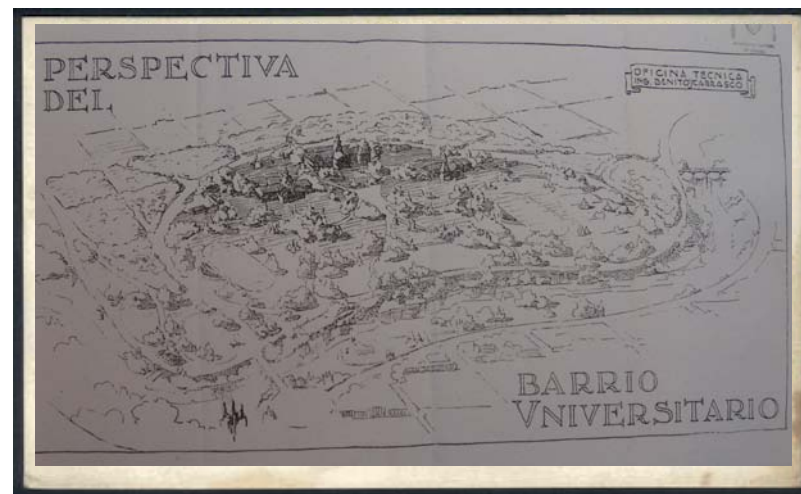 PERSPECTIVA
DEL
OFICINA TECNICA
ING. BENITO CARRASCO
BARRIO
VNIVERSITARIO